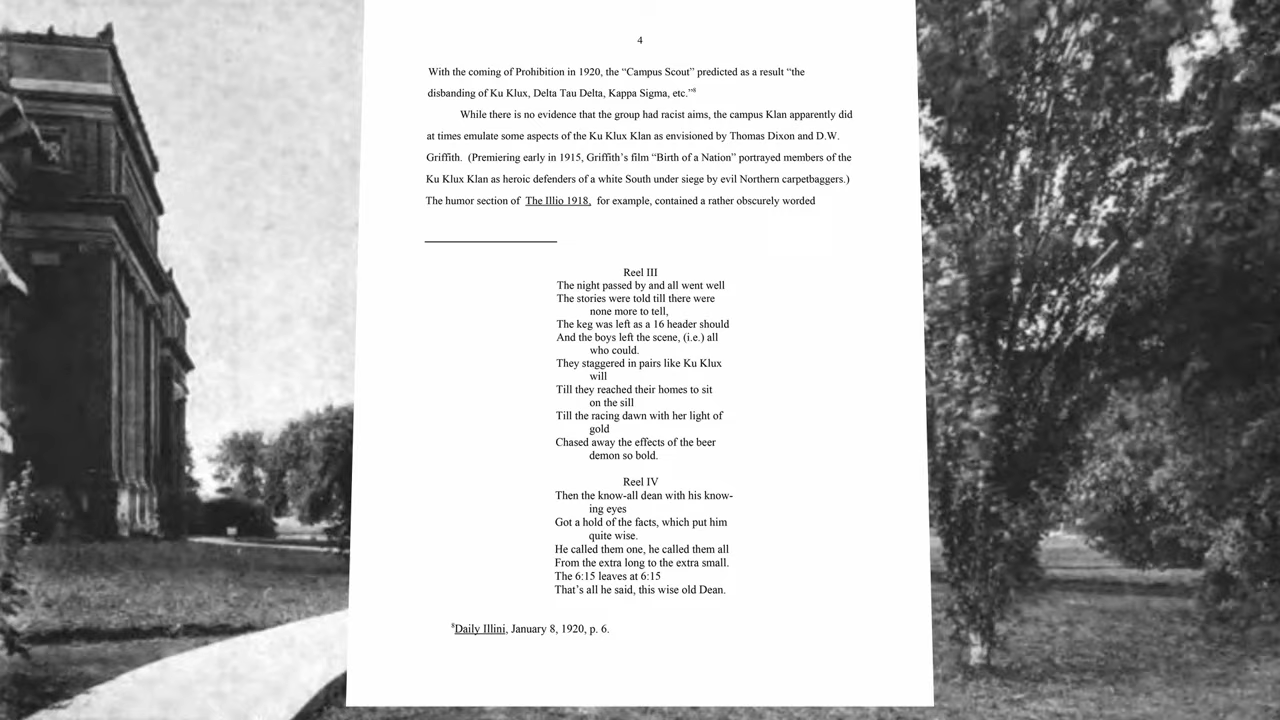 4
With the coming of Prohibition in 1920, the “Campus Scout” predicted as a result “the
disbanding of Ku Klux, Delta Tau Delta, Kappa Sigma, etc.”8
While there is no evidence that the group had racist aims, the campus Klan apparently did
at times emulate some aspects of the Ku Klux Klan as envisioned by Thomas Dixon and D.W.
Griffith. (Premiering early in 1915, Griffith’s film “Birth of a Nation” portrayed members of the
Ku Klux Klan as heroic defenders of a white South under siege by evil Northern carpetbaggers.)
The humor section of The Illio 1918, for example, contained a rather obscurely worded
Reel III
The night passed by and all went well
The stories were told till there were
none more to tell,
The keg was left as a 16 header should
And the boys left the scene, (i.e.) all
who could.
They staggered in pairs like Ku Klux
will
Till they reached their homes to sit
on the sill
Till the racing dawn with her light of
gold
Chased away the effects of the beer
demon so bold.
Reel IV
Then the know-all dean with his know-
ing eyes
Got a hold of the facts, which put him
quite wise.
He called them one, he called them all
From the extra long to the extra small.
The 6:15 leaves at 6:15
That’s all he said, this wise old Dean.
8Daily Illini, January 8, 1920, p. 6.